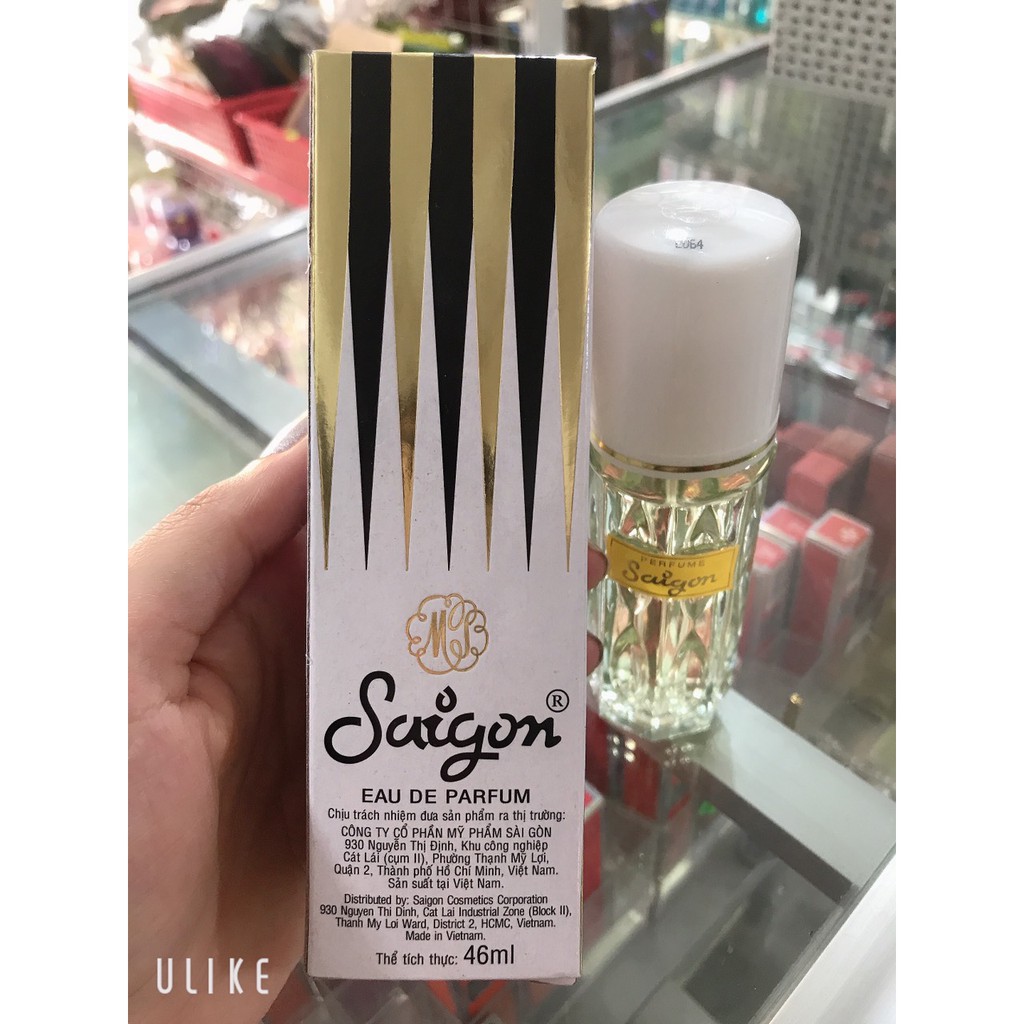 MS
Saigon®
EAU DE PARFUM
Chịu trách nhiệm đưa sản phẩm ra thị trường:
CÔNG TY CỔ PHẦN MỸ PHẨM SÀI GÒN
930 Nguyễn Thị Định, Khu công nghiệp
Cát Lái (cụm II), Phường Thạnh Mỹ Lợi,
Quận 2, Thành phố Hồ Chí Minh, Việt Nam.
Sản suất tại Việt Nam.
Distributed by: Saigon Cosmetics Corporation
930 Nguyen Thi Dinh, Cat Lai Industrial Zone (Block II),
Thanh My Loi Ward, District 2, HCMC, Vietnam.
Made in Vietnam.
Thể tích thực: 46ml
PERFUME
Saigon
ULIKE